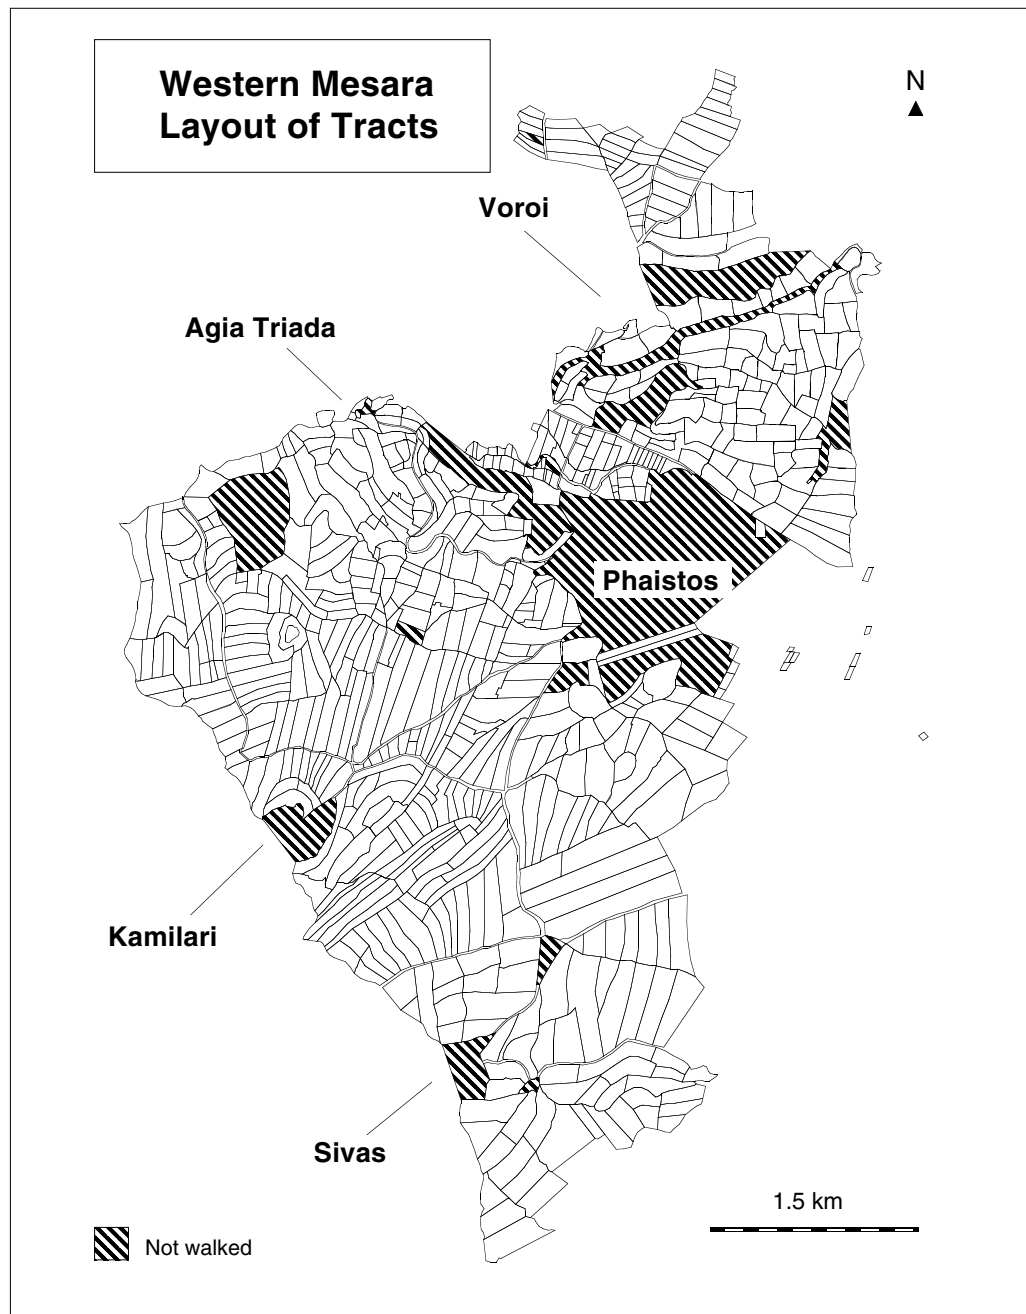 Western Mesara
Layout of Tracts
N
Voroi
Agia Triada
Phaistos
Kamilari
Sivas
1.5 km
Not walked